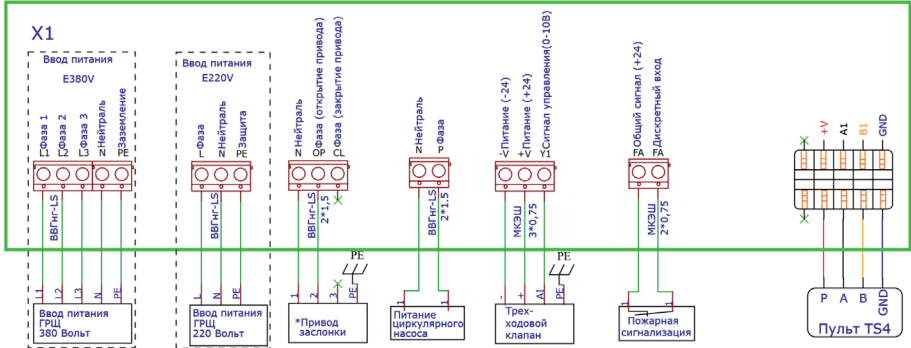 X1
Ввод питания
E380V
Фаза 1
Фаза 2
Фаза 3
Нейтраль
Заземление
L1 L2 L3 N PE
ВВГнг-LS
L1 L2 L3 N PE
Ввод питания
ГРЩ
380 Вольт
Ввод питания
E220V
Фаза
Нейтраль
Защита
L N PE
ВВГнг-LS
L N PE
Ввод питания
ГРЩ
220 Вольт
Нейтраль
Фаза (открытие привода)
Фаза (закрытие привода)
N OP CL
ВВГнг-LS
2*1,5
PE
1 2 3 PE
*Привод
заслонки
Нейтраль
Фаза
N P
ВВГнг-LS
2*1.5
1 1
Питание
циркулярного
насоса
Питание (-24)
Питание (+24)
Сигнал управления(0-10В)
-V +V Y1
МКЭШ
3*0,75
PE
- + AI PE
Трех-
ходовой
клапан
Общий сигнал (+24)
Дискретный вход
FA FA
МКЭШ
2*0,75
1 1
Пожарная
сигнализация
+V A1 B1 GND
P A B GND
Пульт TS4